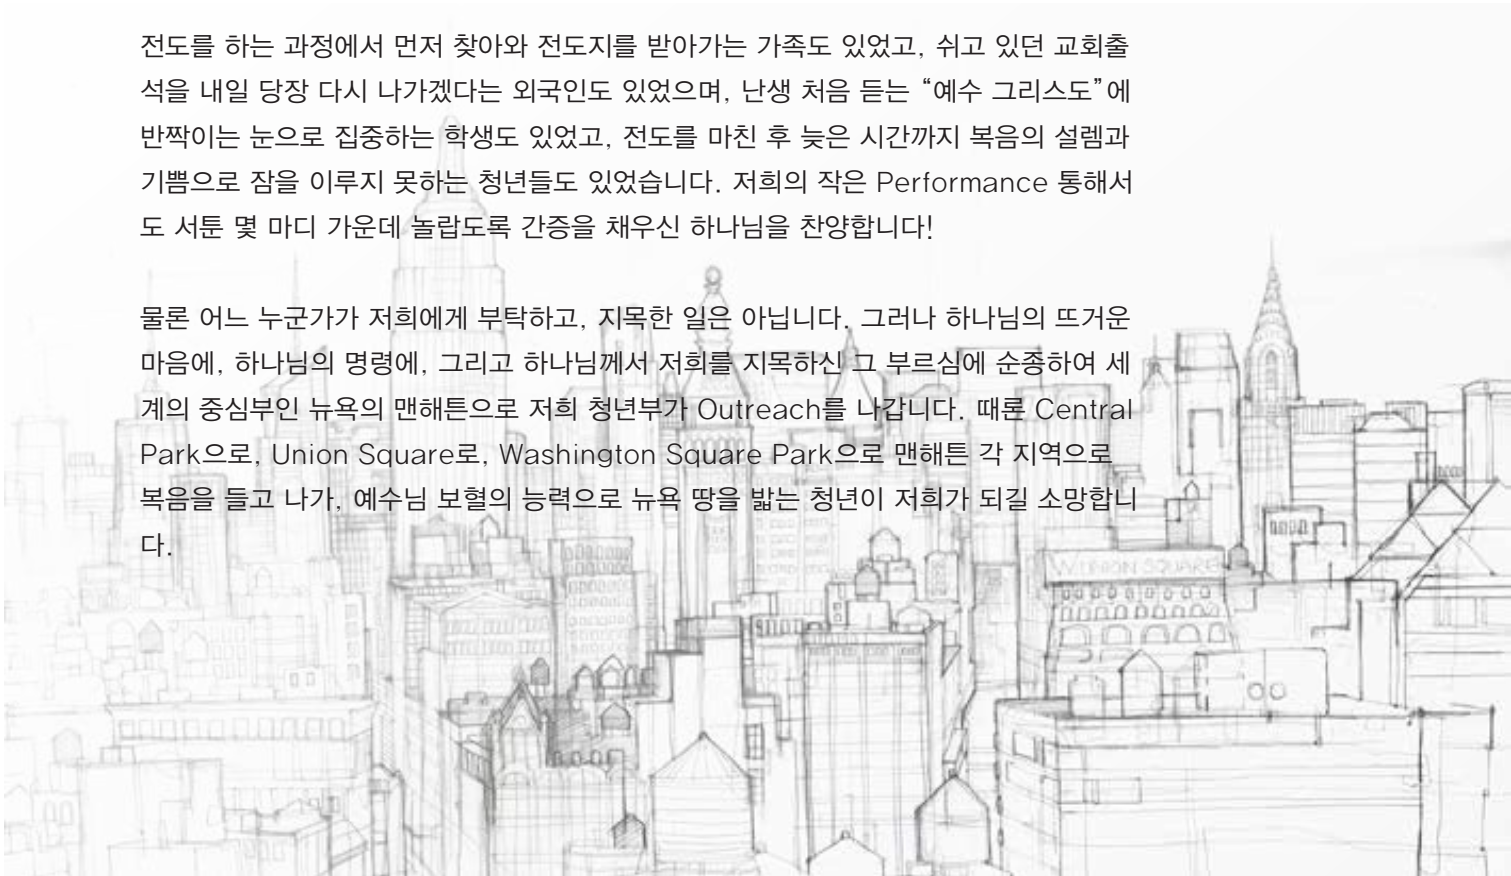 전도를 하는 과정에서 먼저 찾아와 전도지를 받아가는 가족도 있었고, 쉬고 있던 교회출
석을 내일 당장 다시 나가겠다는 외국인도 있었으며, 난생 처음 듣는 “예수 그리스도”에
반짝이는 눈으로 집중하는 학생도 있었고, 전도를 마친 후 늦은 시간까지 복음의 설렘과
기쁨으로 잠을 이루지 못하는 청년들도 있었습니다. 저희의 작은 Performance 통해서
도 서툰 몇 마디 가운데 놀랍도록 간증을 채우신 하나님을 찬양합니다!
물론 어느 누군가가 저희에게 부탁하고, 지목한 일은 아닙니다. 그러나 하나님의 뜨거운
마음에, 하나님의 명령에, 그리고 하나님께서 저희를 지목하신 그 부르심에 순종하여 세
계의 중심부인 뉴욕의 맨해튼으로 저희 청년부가 Outreach를 나갑니다. 때론 Central
Park으로, Union Square로, Washington Square Park으로 맨해튼 각 지역으로
복음을 들고 나가, 예수님 보혈의 능력으로 뉴욕 땅을 밟는 청년이 저희가 되길 소망합니
다.
SQUARE